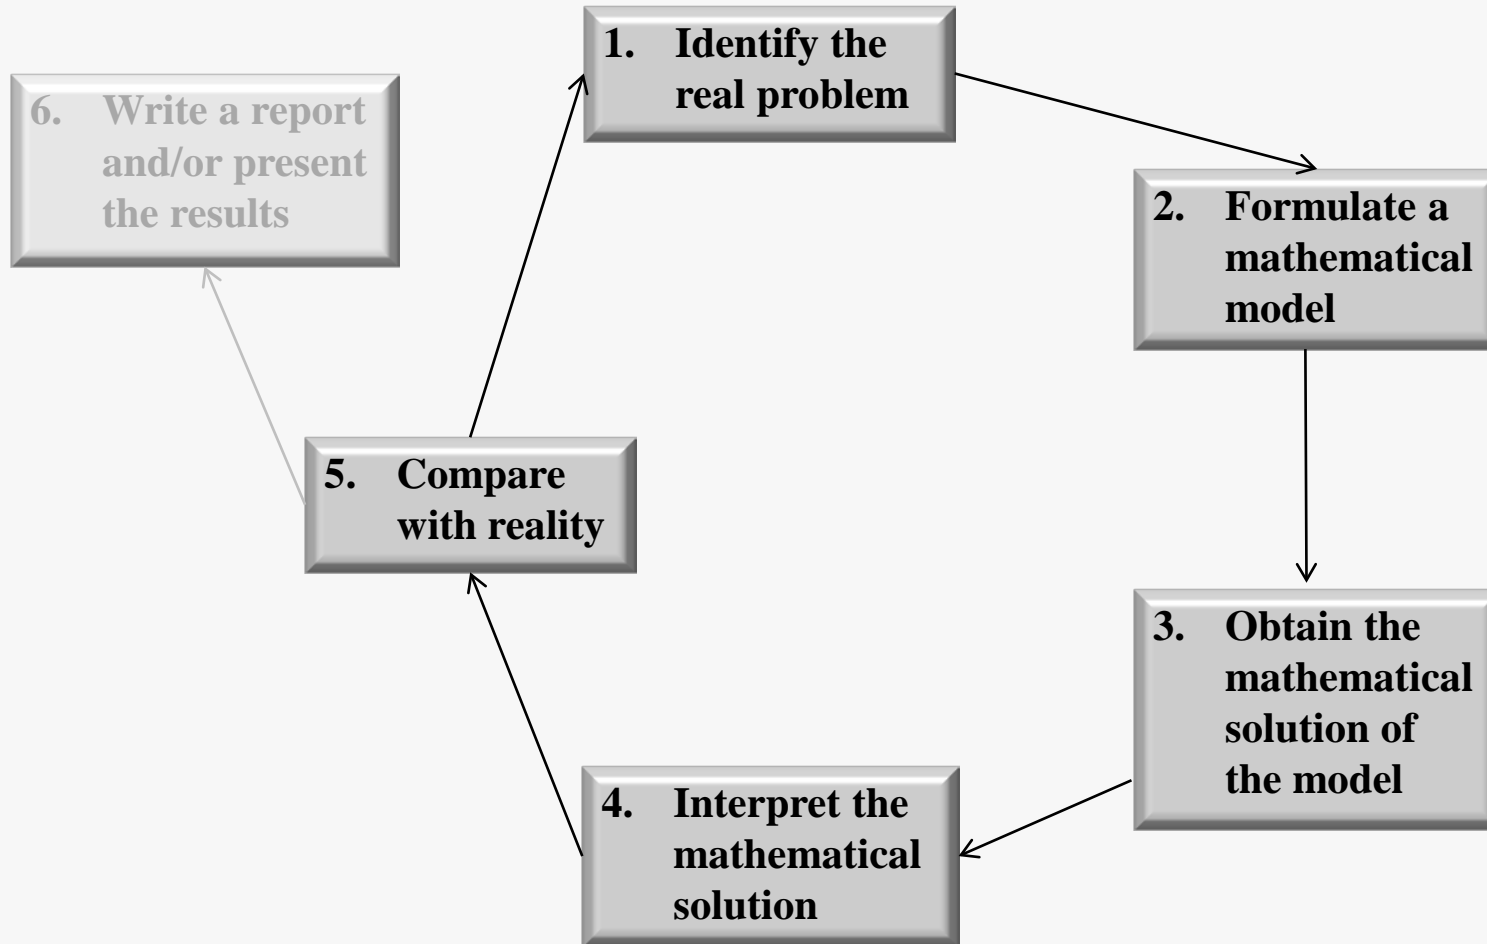 1. Identify the
real problem
2. Formulate a
mathematical
model
3. Obtain the
mathematical
solution of
the model
4. Interpret the
mathematical
solution
5. Compare
with reality
6. Write a report
and/or present
the results